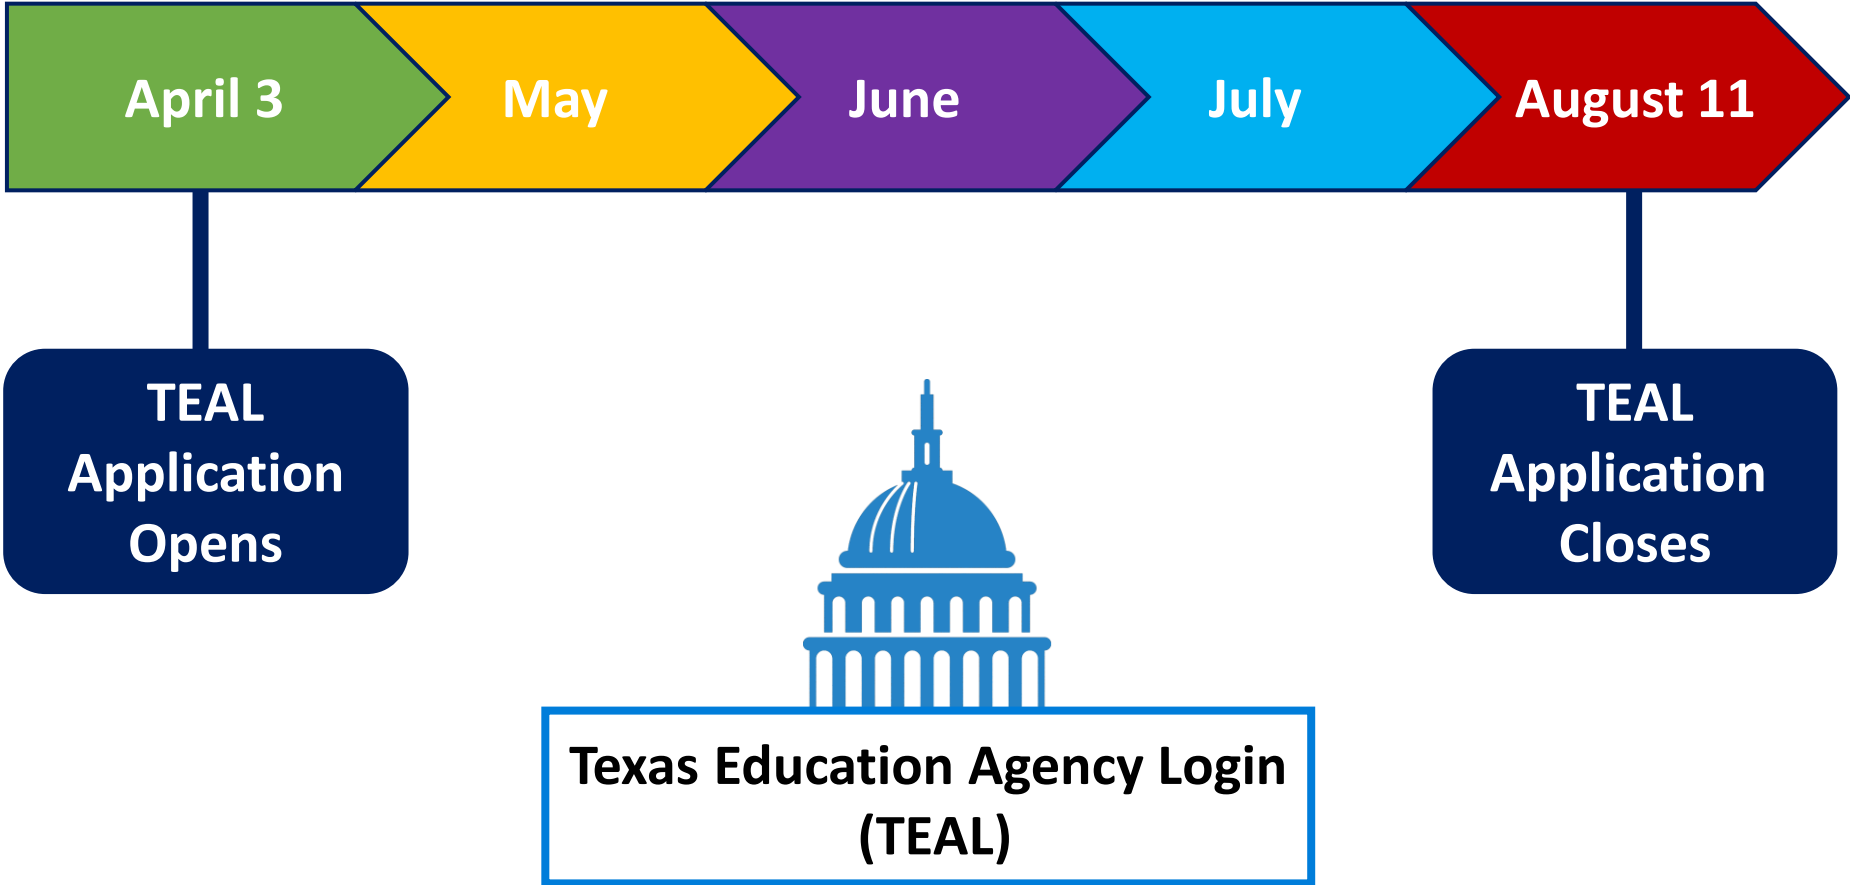 April 3
May
June
July
August 11
TEAL
Application
Opens
TEAL
Application
Closes
Texas Education Agency Login
(TEAL)